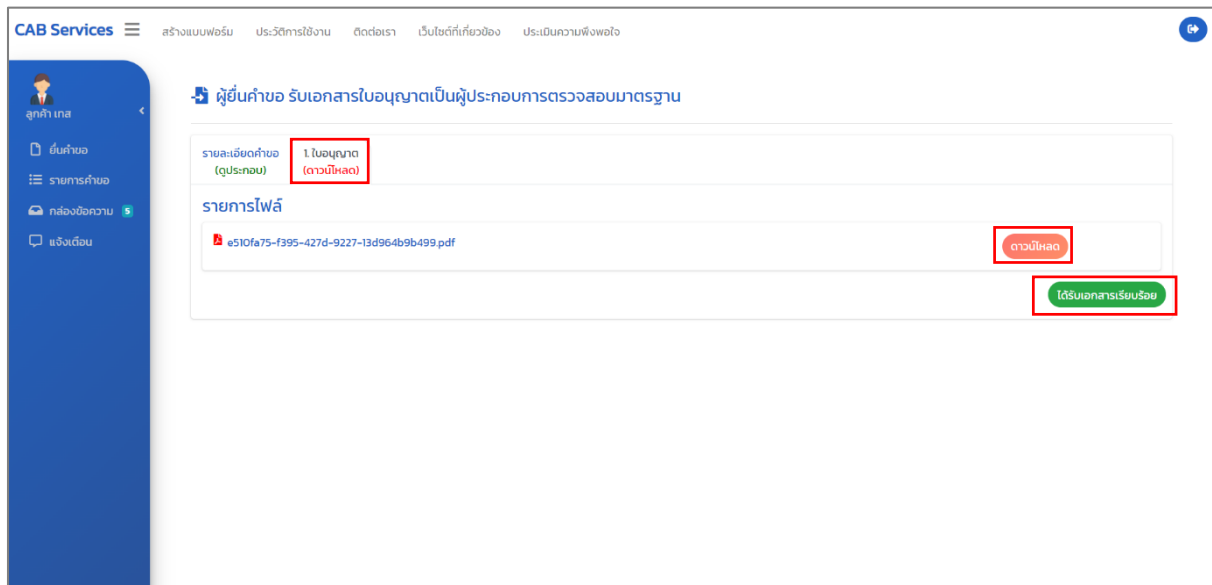 CAB Services สร้างแบบฟอร์ม ประวัติการใช้งาน ติดต่อเรา เว็บไซต์ที่เกี่ยวข้อง ประเมินความพึงพอใจ
ลูกค้า เทส
ยื่นคำขอ
รายการคำขอ
กล่องข้อความ 5
แจ้งเตือน
ผู้ยื่นคำขอ รับเอกสารใบอนุญาตเป็นผู้ประกอบการตรวจสอบมาตรฐาน
รายละเอียดคำขอ 1. ใบอนุญาต
(ดูประกอบ) (ดาวน์โหลด)
รายการไฟล์
e510fa75-f395-427d-9227-13d964b9b499.pdf ดาวน์โหลด
ได้รับเอกสารเรียบร้อย